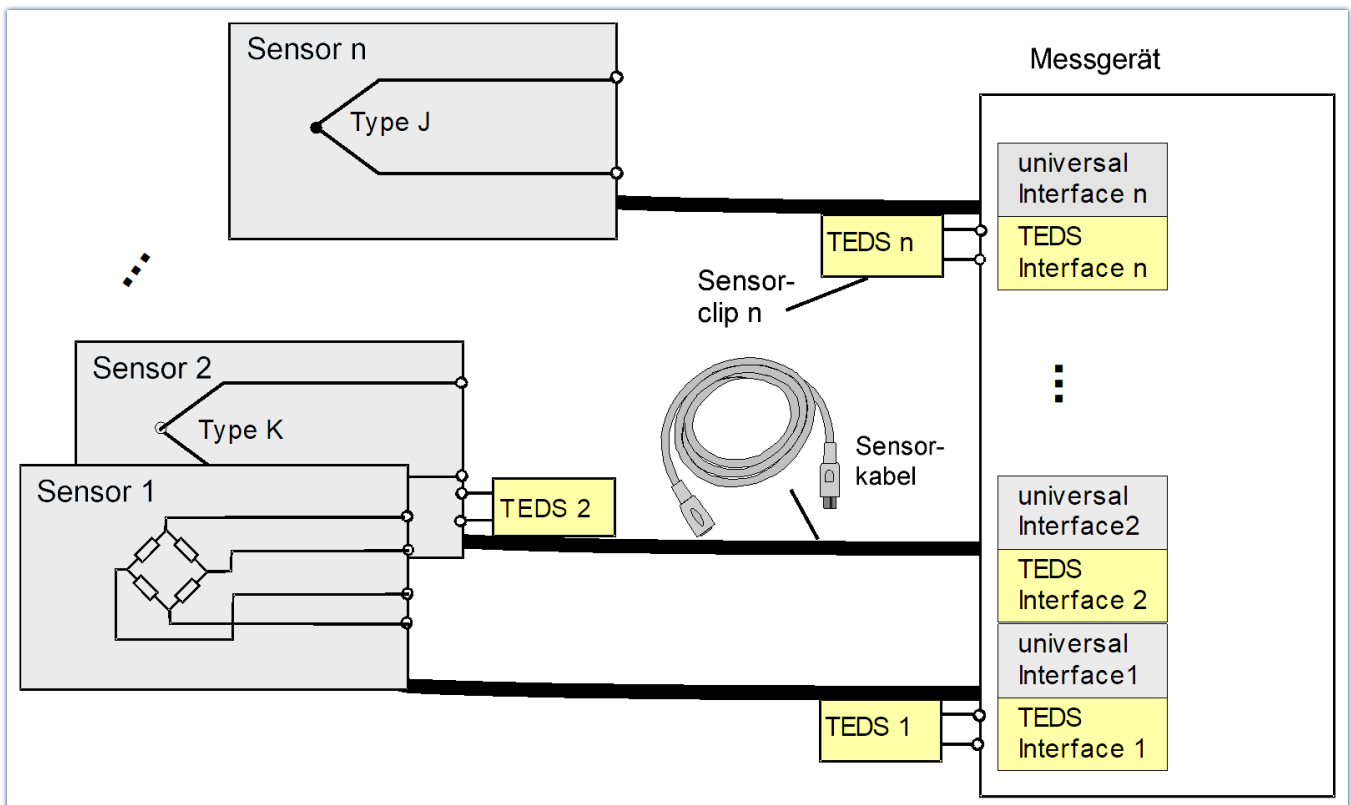 Sensor n
Type J
Messgerät
universal
Interface n
TEDS
Interface n
TEDS n
Sensor-
clip n
Sensor 2
Type K
Sensor-
kabel
Sensor 1
TEDS 2
universal
Interface2
TEDS
Interface 2
universal
Interface1
TEDS
Interface 1
TEDS 1